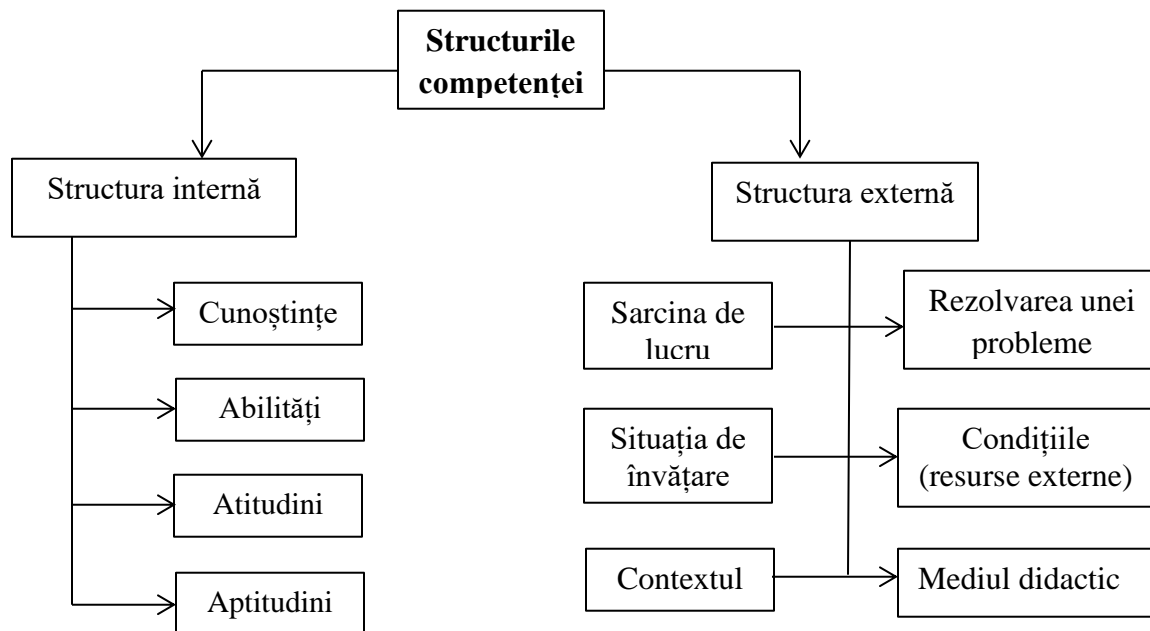 Structurile
competenței
Structura internă
Structura externă
Cunoștințe
Abilități
Atitudini
Aptitudini
Sarcina de
lucru
Rezolvarea unei
probleme
Situația de
învățare
Condițiile
(resurse externe)
Contextul
Mediul didactic